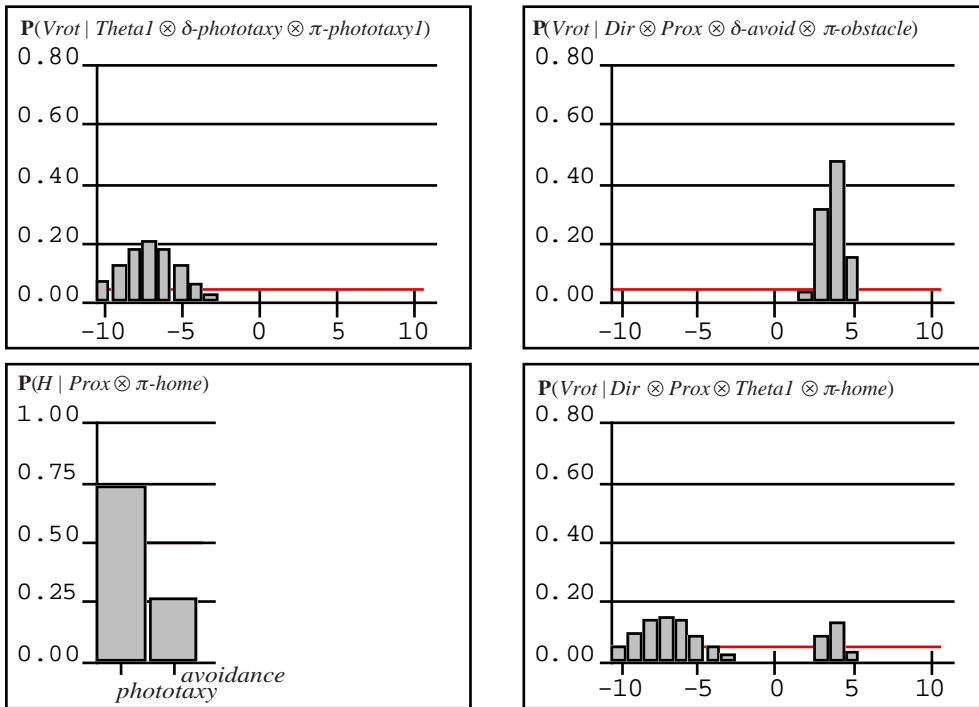 P(Vrot | Theta1 ⊗ δ-phototaxy ⊗ π-phototaxy1)
0.80
0.60
0.40
0.20
0.00
−10 −5 0 5 10
P(Vrot | Dir ⊗ Prox ⊗ δ-avoid ⊗ π-obstacle)
0.80
0.60
0.40
0.20
0.00
−10 −5 0 5 10
P(H | Prox ⊗ π-home)
1.00
0.75
0.50
0.25
0.00
avoidance
phototaxy
P(Vrot | Dir ⊗ Prox ⊗ Theta1 ⊗ π-home)
0.80
0.60
0.40
0.20
0.00
−10 −5 0 5 10